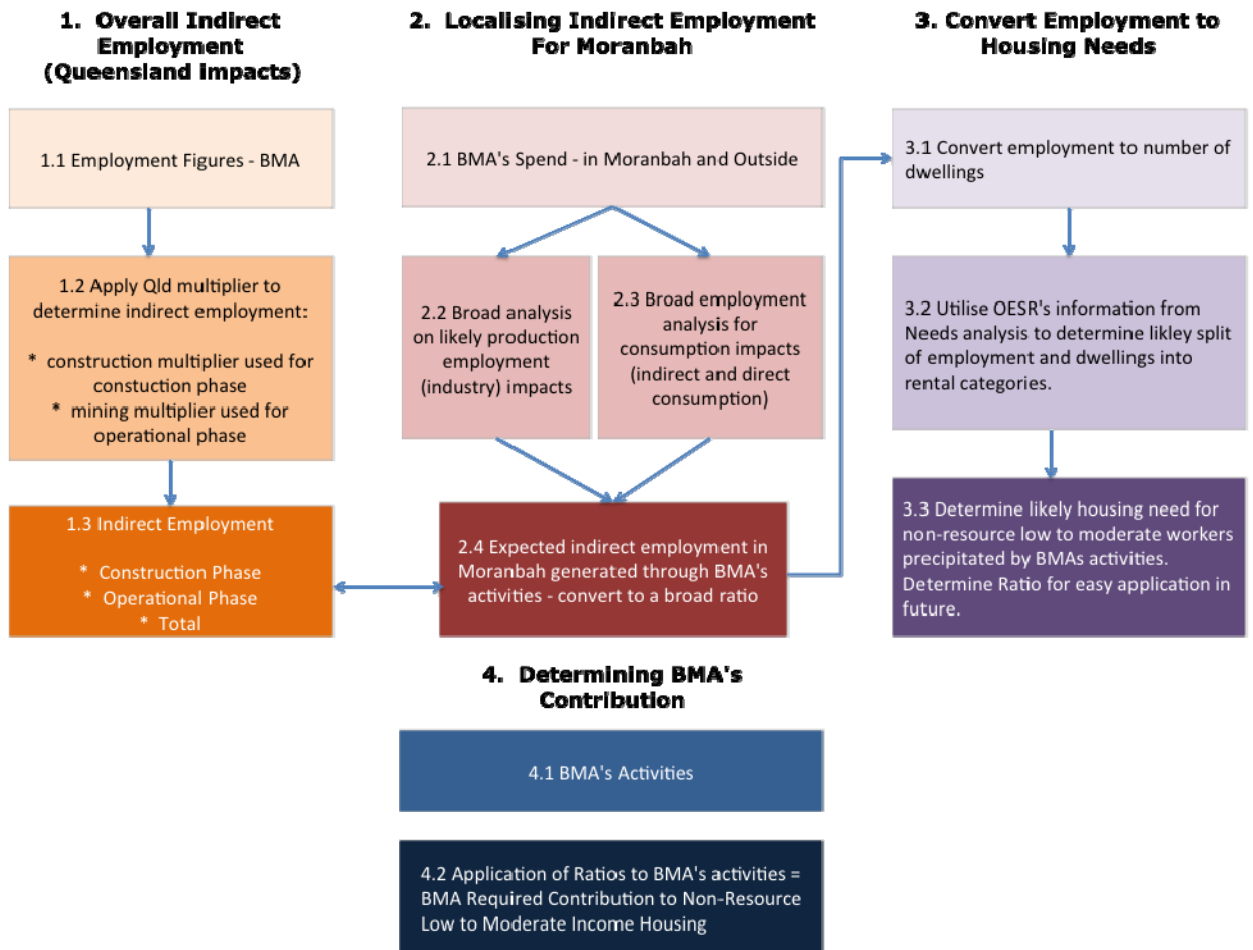 1. Overall Indirect
Employment
(Queensland Impacts)
1.1 Employment Figures - BMA
1.2 Apply Qld multiplier to
determine indirect employment:
* construction multiplier used for
constuction phase
* mining multiplier used for
operational phase
1.3 Indirect Employment
* Construction Phase
* Operational Phase
* Total
2. Localising Indirect Employment
For Moranbah
2.1 BMA's Spend - in Moranbah and Outside
2.2 Broad analysis
on likely production
employment
(industry) impacts
2.3 Broad employment
analysis for
consumption impacts
(indirect and direct
consumption)
2.4 Expected indirect employment in
Moranbah generated through BMA's
activities - convert to a broad ratio
3. Convert Employment to
Housing Needs
3.1 Convert employment to number of
dwellings
3.2 Utilise OESR's information from
Needs analysis to determine likley split
of employment and dwellings into
rental categories.
3.3 Determine likely housing need for
non-resource low to moderate workers
precipitated by BMAs activities.
Determine Ratio for easy application in
future.
4. Determining BMA's
Contribution
4.1 BMA's Activities
4.2 Application of Ratios to BMA's activities =
BMA Required Contribution to Non-Resource
Low to Moderate Income Housing